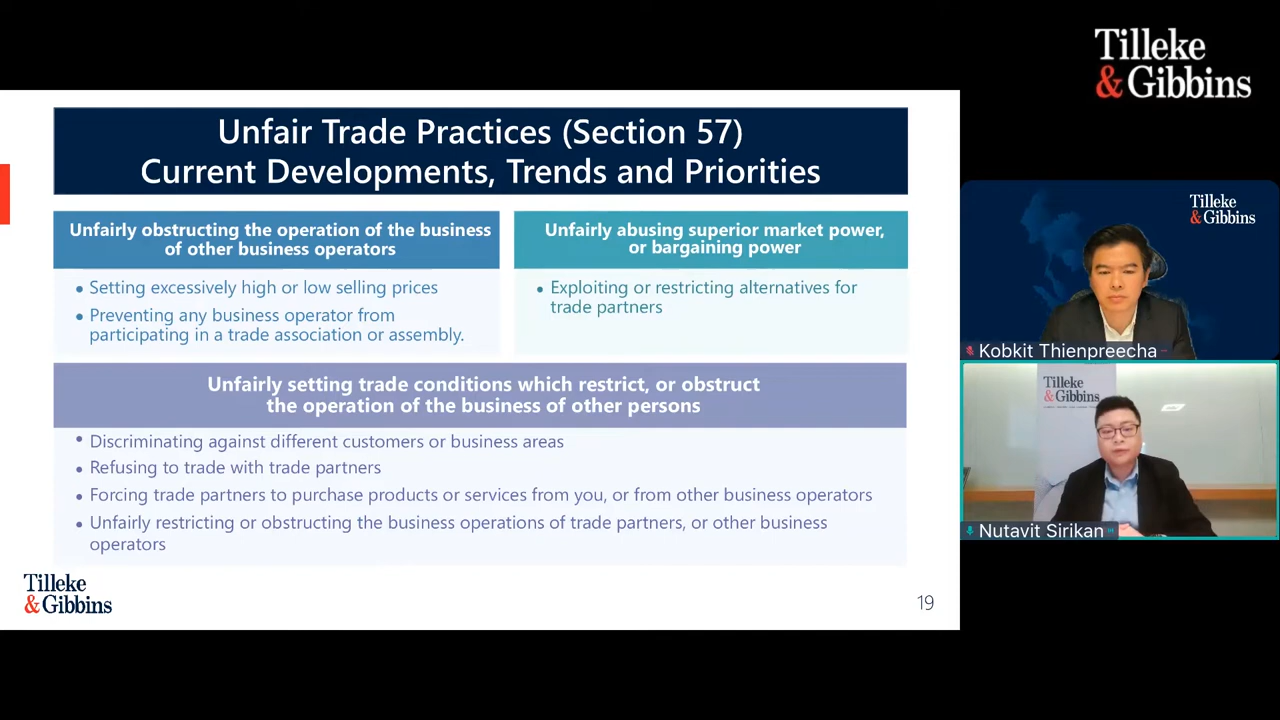 Tilleke
& Gibbins
Unfair Trade Practices (Section 57)
Current Developments, Trends and Priorities
Unfairly obstructing the operation of the business
of other business operators
• Setting excessively high or low selling prices
• Preventing any business operator from
participating in a trade association or assembly.
Unfairly abusing superior market power,
or bargaining power
• Exploiting or restricting alternatives for
trade partners
Unfairly setting trade conditions which restrict, or obstruct
the operation of the business of other persons
• Discriminating against different customers or business areas
• Refusing to trade with trade partners
• Forcing trade partners to purchase products or services from you, or from other business operators
• Unfairly restricting or obstructing the business operations of trade partners, or other business
operators
Tilleke
& Gibbins
19
Tilleke
& Gibbins
Kobkit Thienpreecha
Tilleke
& Gibbins
Nutavit Sirikan